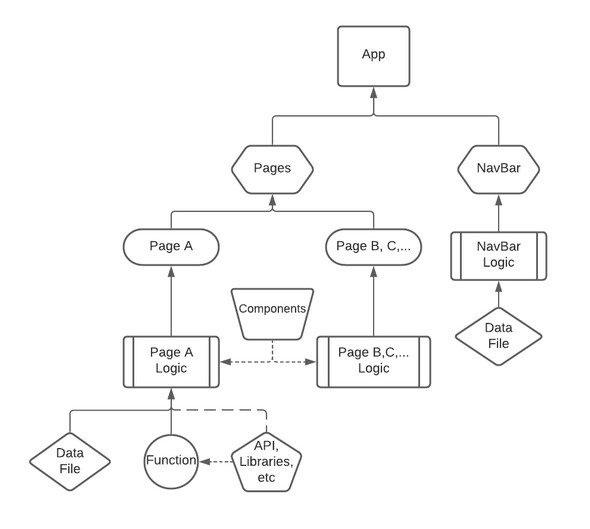 App
Pages
NavBar
Page A
Page B, C,...
NavBar
Logic
Components
Data
File
Page A
Logic
Page B,C,...
Logic
Data
File
Function
API,
Libraries,
etc